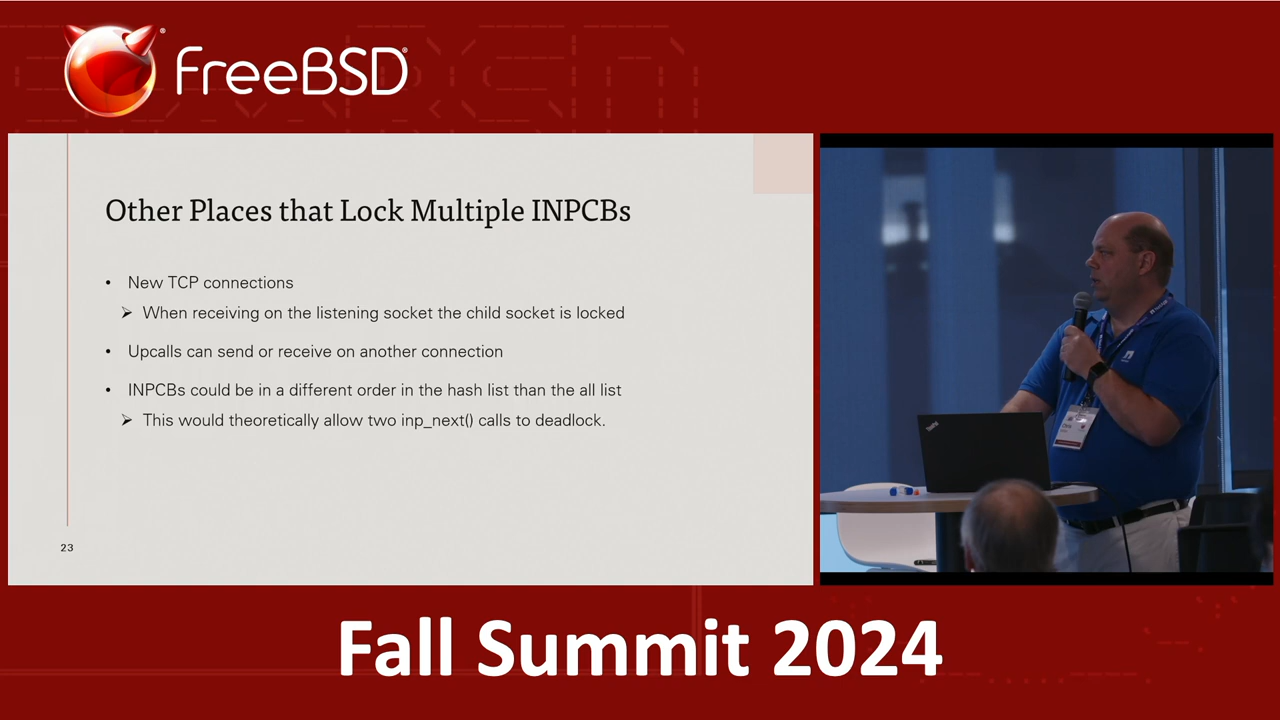 FreeBSD®
Other Places that Lock Multiple INPCBs
• New TCP connections
➢ When receiving on the listening socket the child socket is locked
• Upcalls can send or receive on another connection
• INPCBs could be in a different order in the hash list than the all list
➢ This would theoretically allow two inp_next() calls to deadlock.
23
Fall Summit 2024